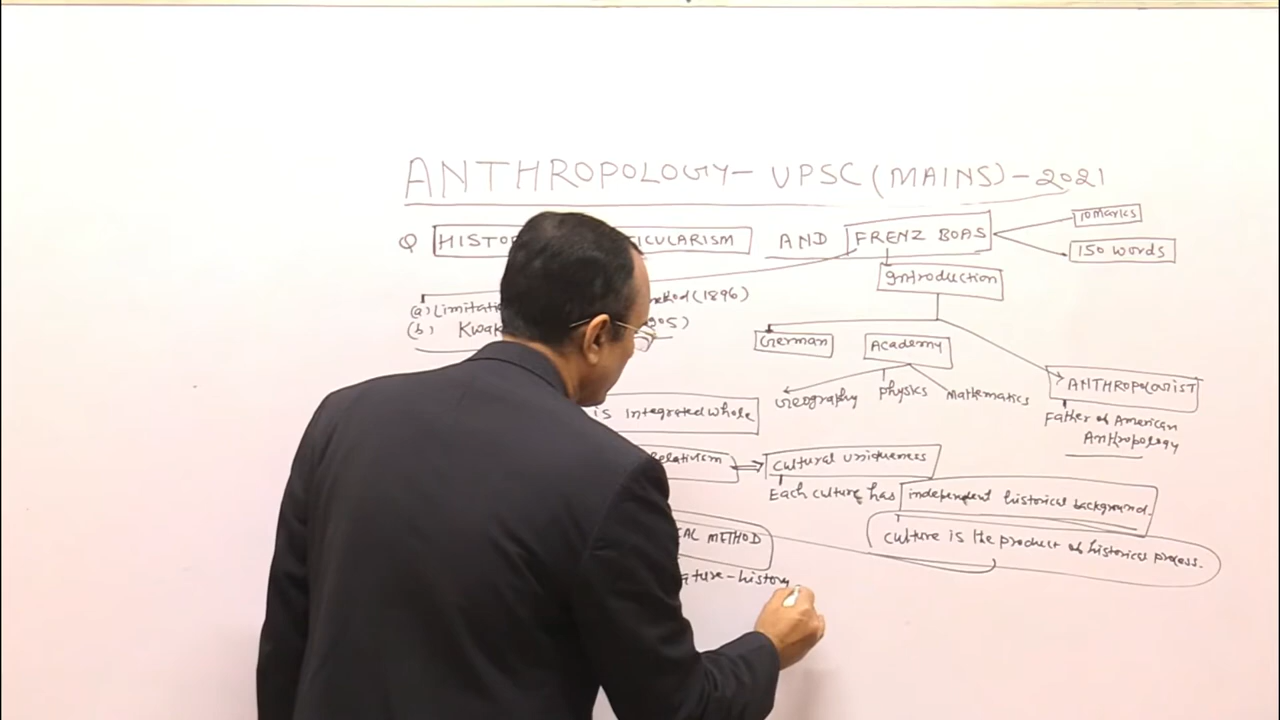 ANTHROPOLOGY- UPSC (MAINS) - 2021
Q HISTO TICULARISM AND FRENZ BOAS
10 marks
150 words
Introduction
(a) Limitati (1896)
(b) Kwak 905)
German
Academy
Geography physics Mathematics
ANTHROPOLOGIST
Father of American
Anthropology
is Integrated whole
Relativism ⇒ Cultural uniqueness
Each culture has independent historical background.
culture is the product of historical process.
CAL METHOD
ture - history